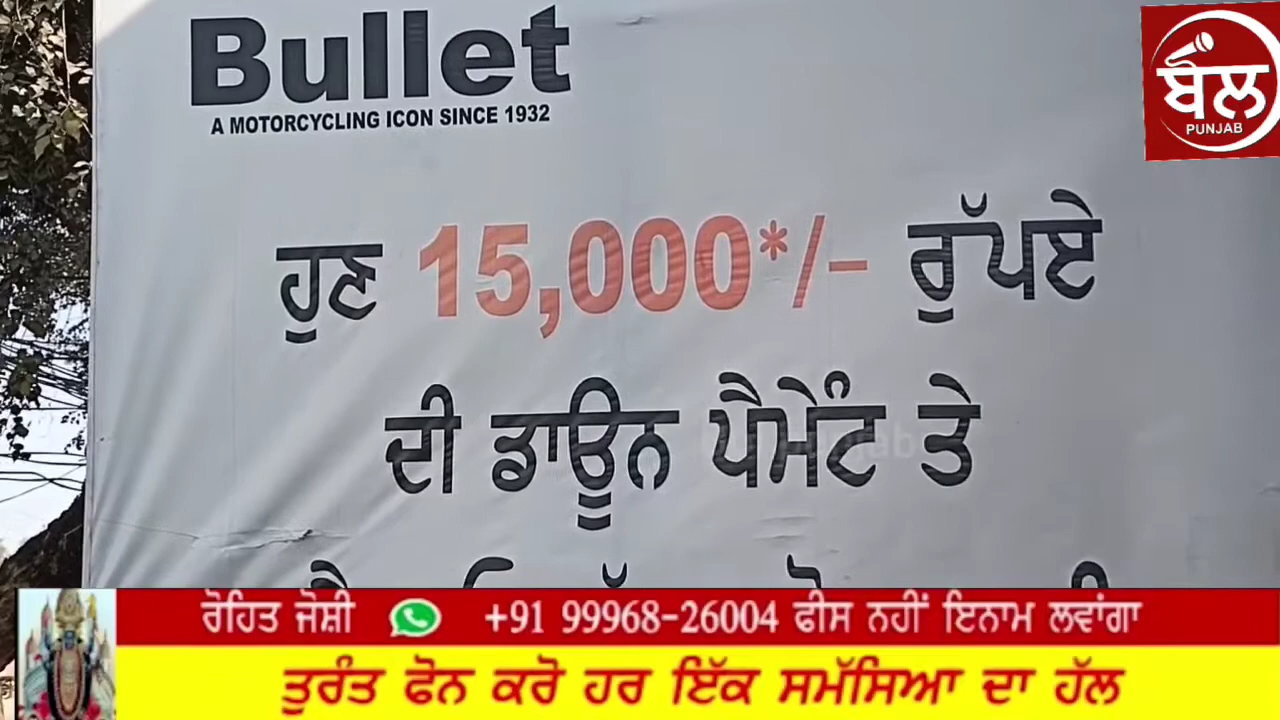 Bullet
A MOTORCYCLING ICON SINCE 1932
ਬੋਲ
PUNJAB
ਹੁਣ 15,000*/- ਰੁੱਪਏ
ਦੀ ਡਾਊਨ ਪੈਮੇਂਟ ਤੇ
ਰੋਹਿਤ ਜੋਸ਼ੀ +91 99968-26004 ਫੀਸ ਨਹੀਂ ਇਨਾਮ ਲਵਾਂਗਾ
ਤੁਰੰਤ ਫੋਨ ਕਰੋ ਹਰ ਇੱਕ ਸਮੱਸਿਆ ਦਾ ਹੱਲ